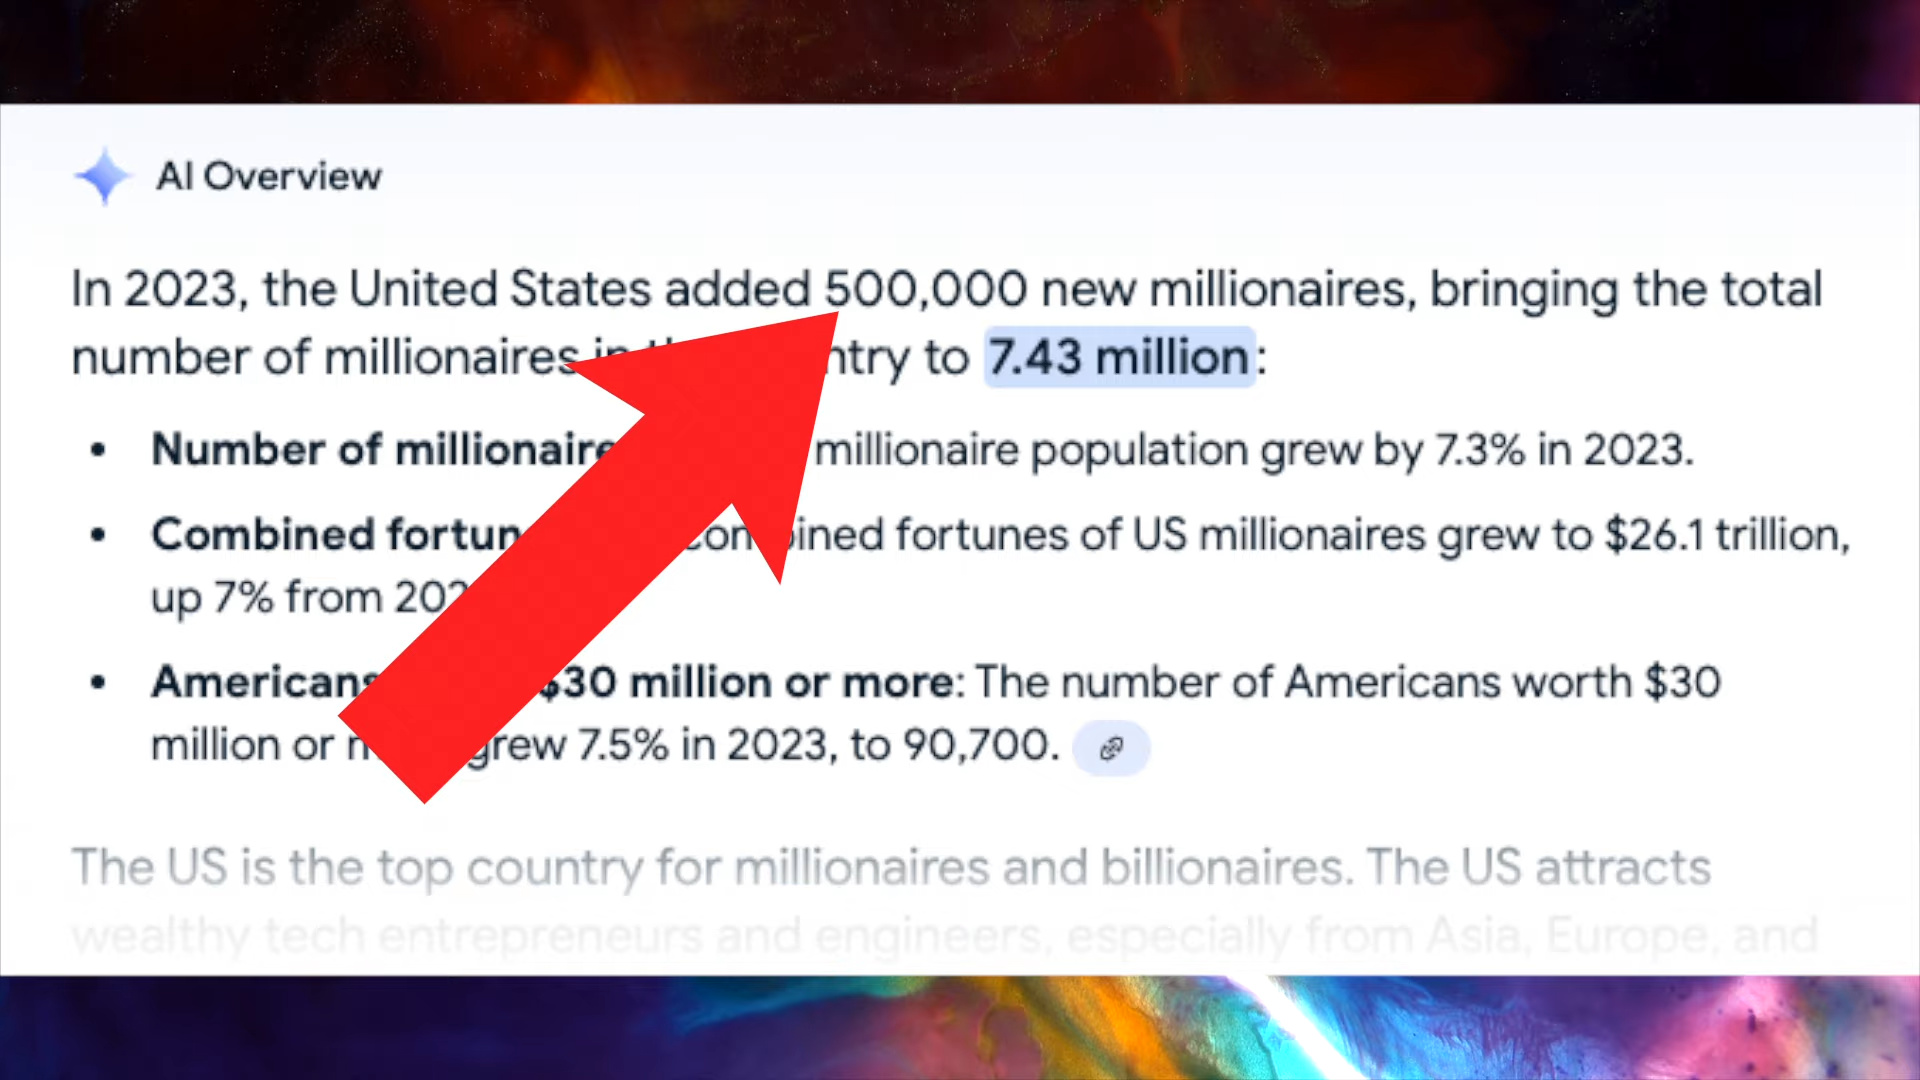 AI Overview
In 2023, the United States added 500,000 new millionaires, bringing the total
number of millionaires ntry to 7.43 million:
• Number of millionaire millionaire population grew by 7.3% in 2023.
• Combined fortun ined fortunes of US millionaires grew to $26.1 trillion,
up 7% from 202
• Americans $30 million or more: The number of Americans worth $30
million or grew 7.5% in 2023, to 90,700.
The US is the top country for millionaires and billionaires. The US attracts
wealthy tech entrepreneurs and engineers, especially from Asia, Europe, and